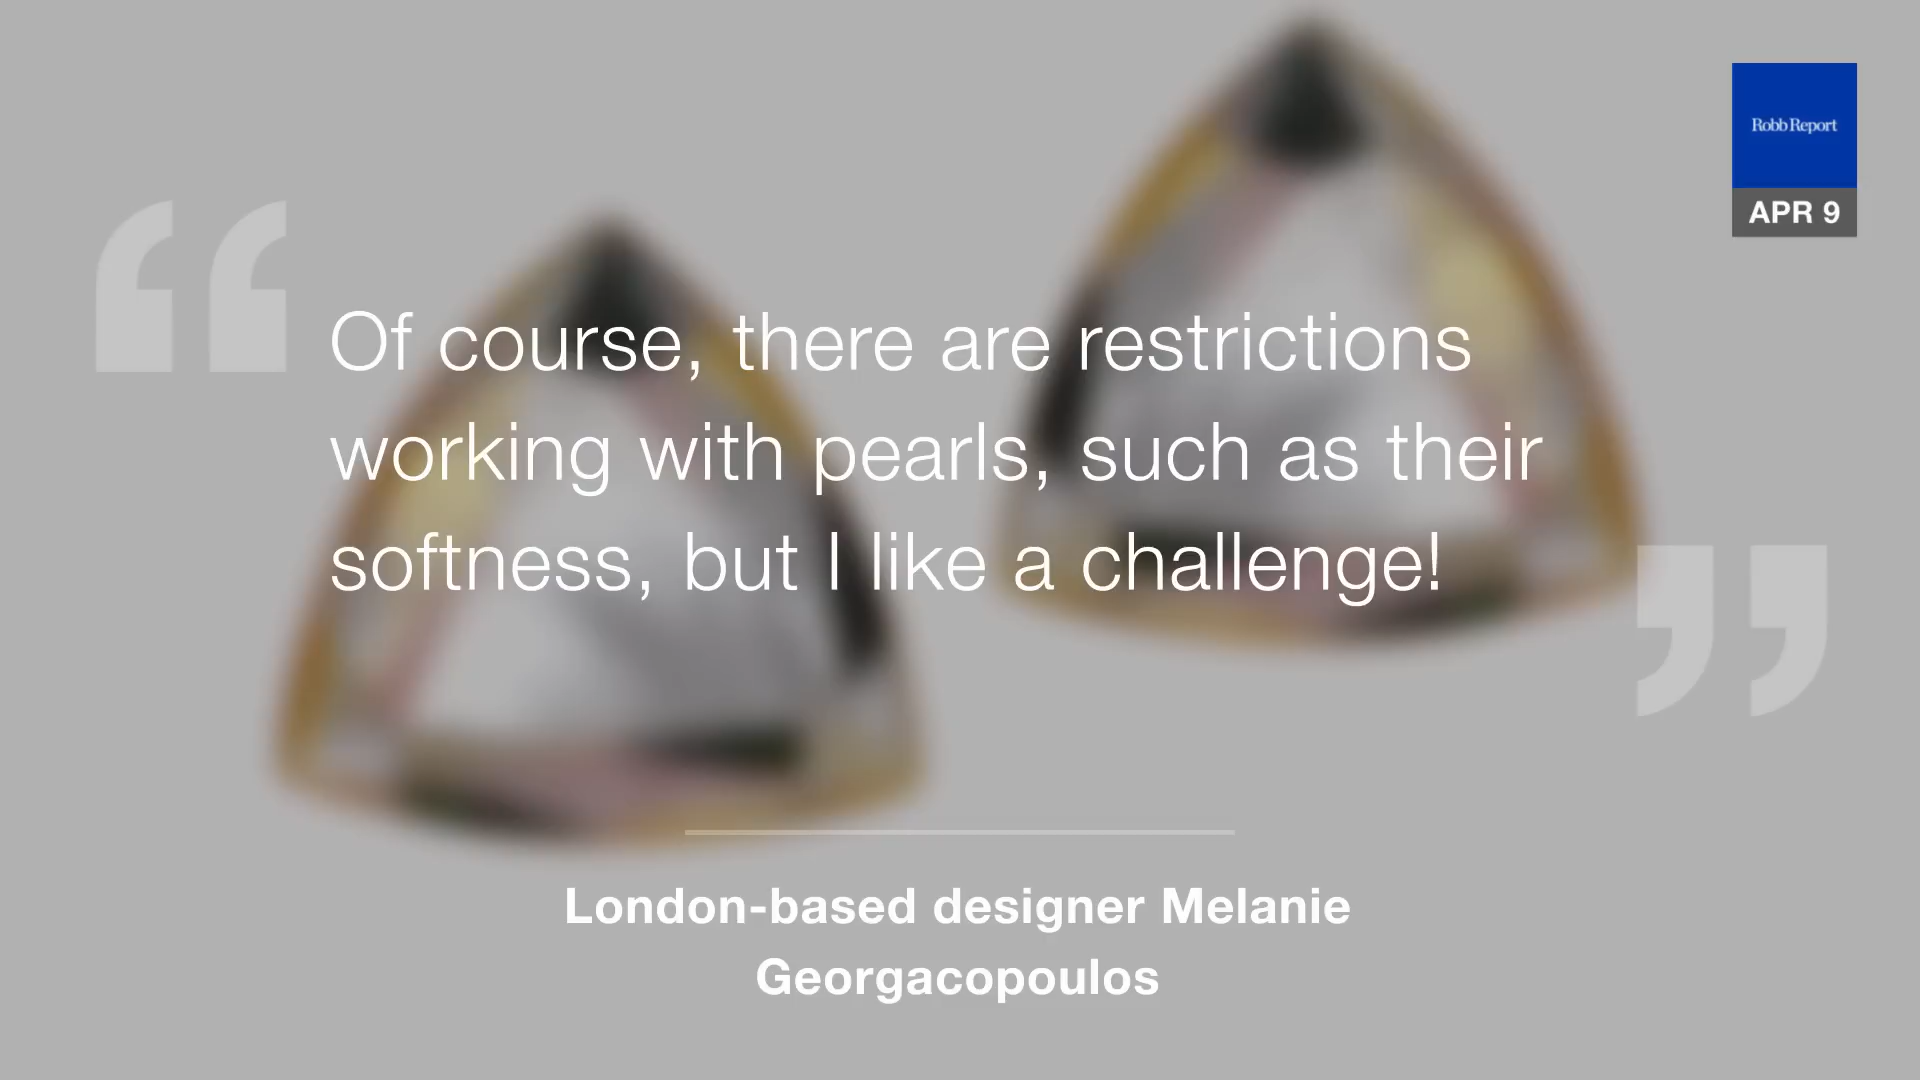 Robb Report
APR 9
“
Of course, there are restrictions
working with pearls, such as their
softness, but I like a challenge!
”
London-based designer Melanie
Georgacopoulos